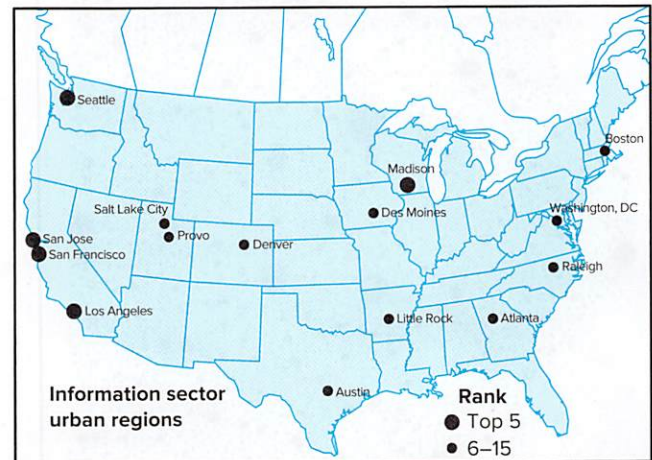 Seattle
Boston
Madison
Salt Lake City
Des Moines
Washington, DC
San Jose
Provo
Denver
San Francisco
Raleigh
Los Angeles
Little Rock
Atlanta
Austin
Information sector
urban regions
Rank
Top 5
6–15